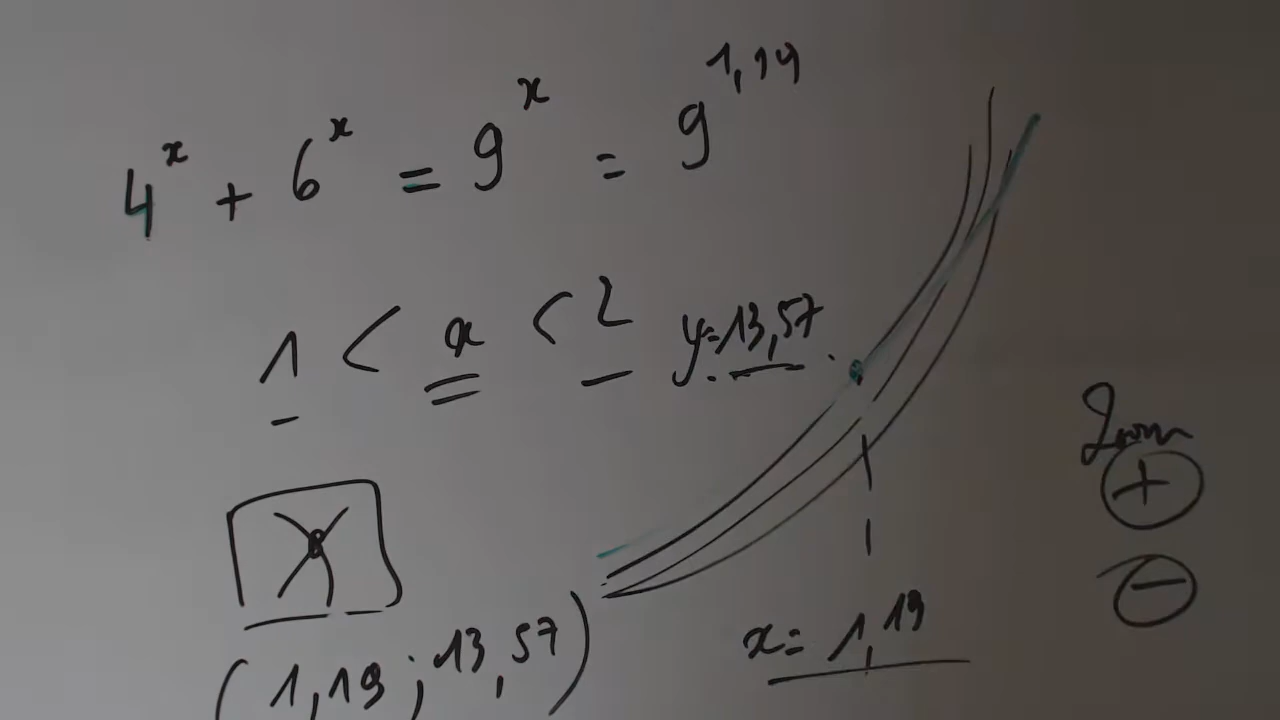 4^x + 6^x = 9^x = 9^1,19
1 < x < 2
y=13,57
Zoom
+
−
(1,19 ; 13,57)
x = 1,19